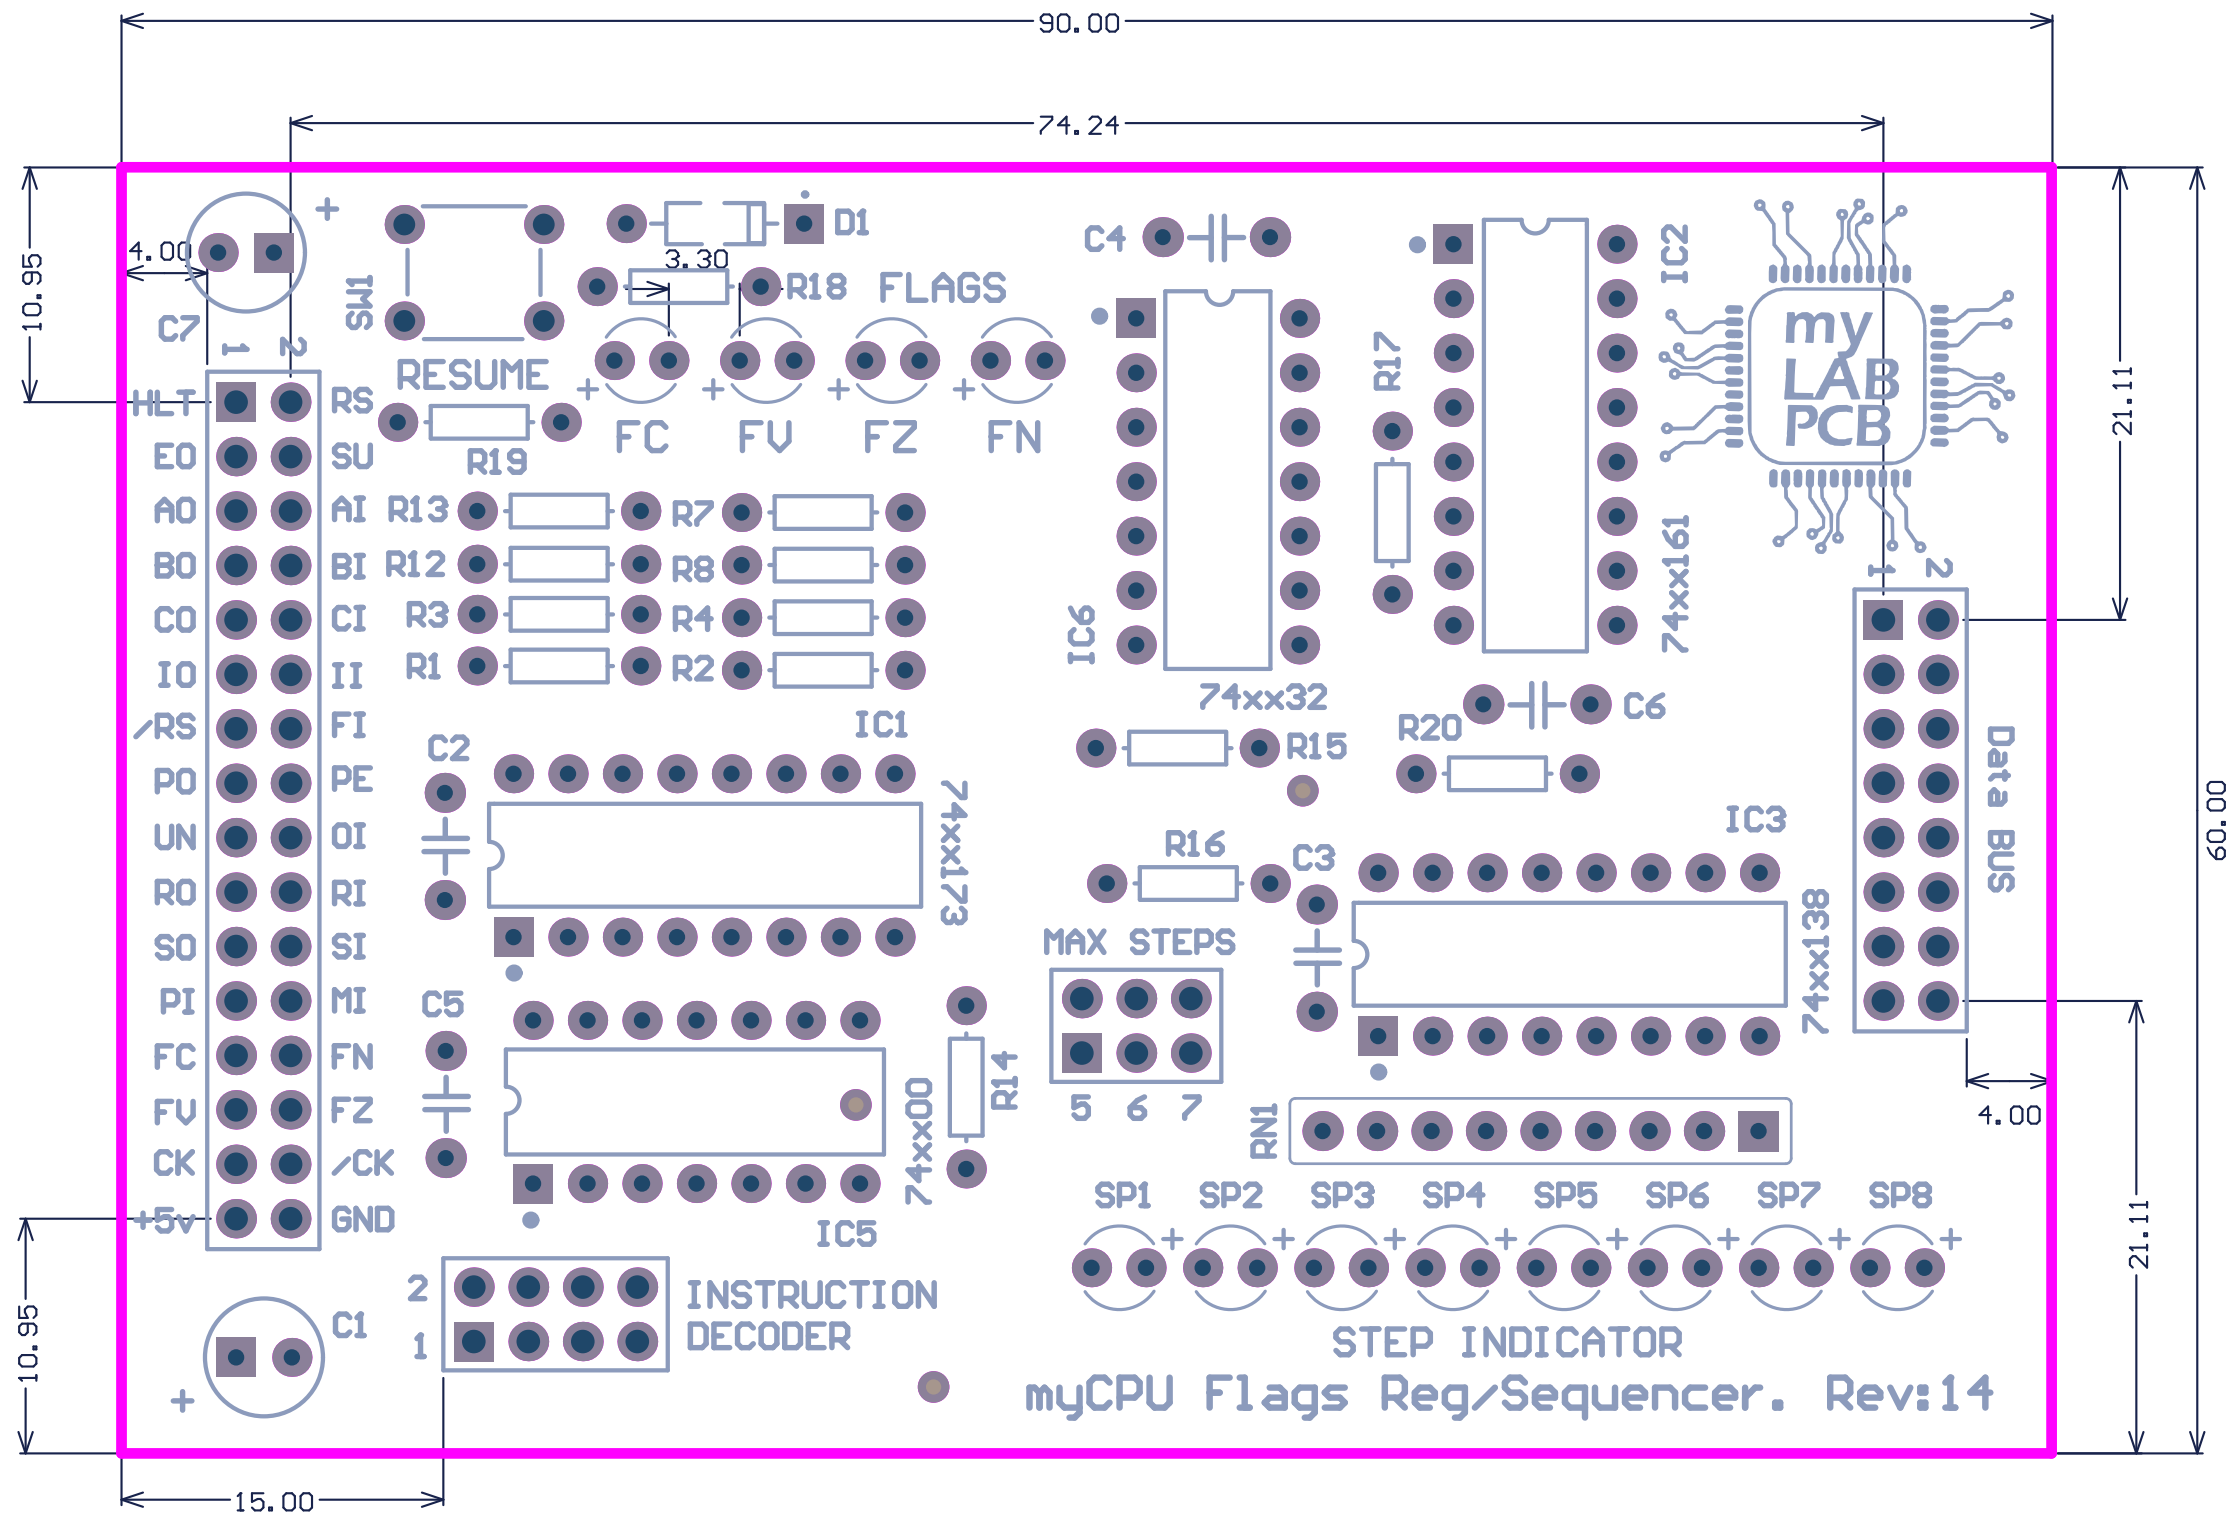 90.00
74.24
10.95
4.00
C7
+
1
2
SW1
RESUME
D1
3.30
R18
FLAGS
+
+
+
+
FC
FV
FZ
FN
R19
C4
IC6
74xx32
R17
IC2
74xx161
my
LAB
PCB
21.11
60.00
HLT RS
EO SU
AO AI
BO BI
CO CI
IO II
/RS FI
PO PE
UN OI
RO RI
SO SI
PI MI
FC FN
FV FZ
CK /CK
+5v GND
R13 R7
R12 R8
R3 R4
R1 R2
IC1
C2
74xx173
R15
R20
C6
IC3
R16
C3
74xx138
1
2
Data BUS
MAX STEPS
5 6 7
C5
74xx00
IC5
R14
RN1
4.00
21.11
SP1 SP2 SP3 SP4 SP5 SP6 SP7 SP8
+ + + + + + + +
STEP INDICATOR
10.95
C1
+
2
1
INSTRUCTION
DECODER
myCPU Flags Reg/Sequencer. Rev:14
15.00